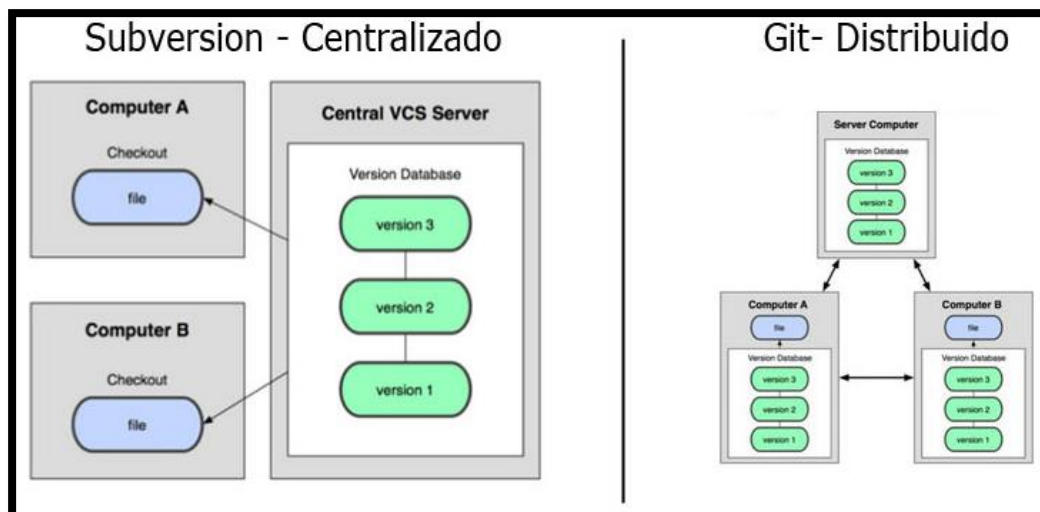 Subversion - Centralizado
Computer A
Checkout
file
Computer B
Checkout
file
Central VCS Server
Version Database
version 3
version 2
version 1
Git- Distribuido
Server Computer
Version Database
version 3
version 2
version 1
Computer A
file
Version Database
version 3
version 2
version 1
Computer B
file
Version Database
version 3
version 2
version 1